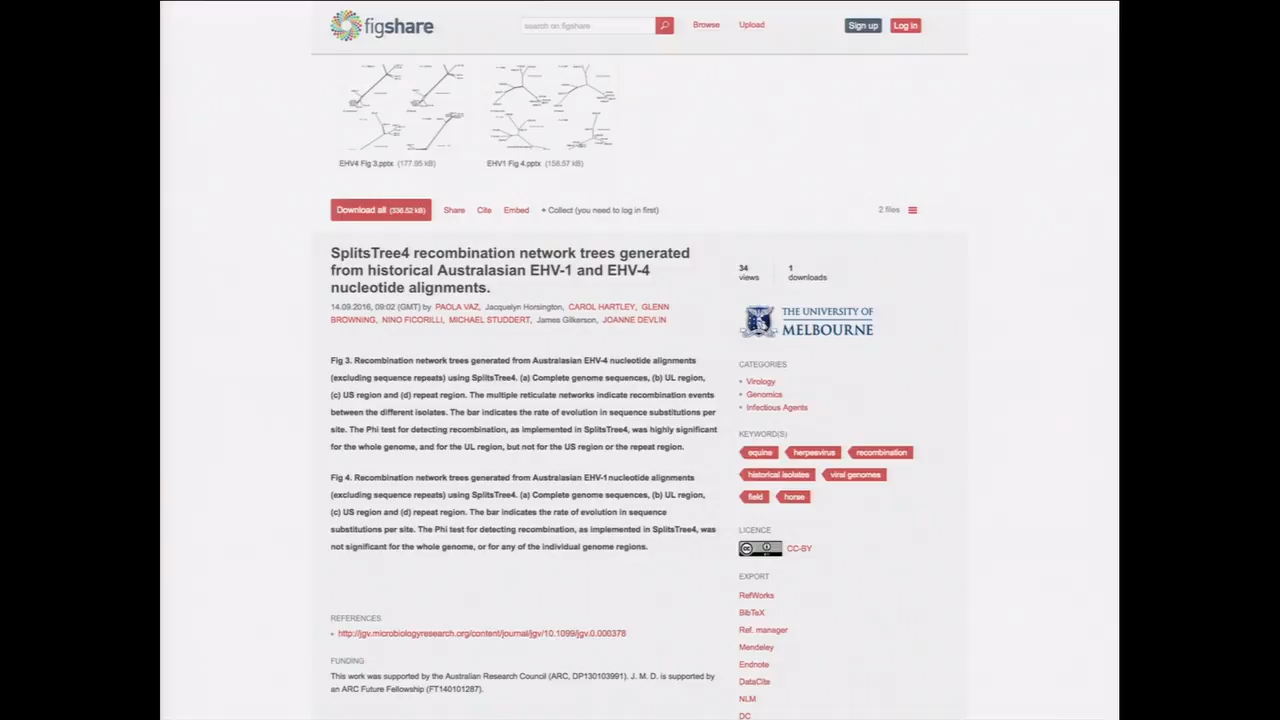 figshare
search on figshare
Browse
Upload
Sign up
Log in
EHV4 Fig 3.pptx (177.95 kB)
EHV1 Fig 4.pptx (158.57 kB)
Download all (336.52 kB)
Share
Cite
Embed
+ Collect (you need to log in first)
2 files
SplitsTree4 recombination network trees generated
from historical Australasian EHV-1 and EHV-4
nucleotide alignments.
14.09.2016, 09:02 (GMT) by PAOLA VAZ, Jacquelyn Horsington, CAROL HARTLEY, GLENN
BROWNING, NINO FICORILLI, MICHAEL STUDDERT, James Gilkerson, JOANNE DEVLIN
Fig 3. Recombination network trees generated from Australasian EHV-4 nucleotide alignments
(excluding sequence repeats) using SplitsTree4. (a) Complete genome sequences, (b) UL region,
(c) US region and (d) repeat region. The multiple reticulate networks indicate recombination events
between the different isolates. The bar indicates the rate of evolution in sequence substitutions per
site. The Phi test for detecting recombination, as implemented in SplitsTree4, was highly significant
for the whole genome, and for the UL region, but not for the US region or the repeat region.
Fig 4. Recombination network trees generated from Australasian EHV-1 nucleotide alignments
(excluding sequence repeats) using SplitsTree4. (a) Complete genome sequences, (b) UL region,
(c) US region and (d) repeat region. The bar indicates the rate of evolution in sequence
substitutions per site. The Phi test for detecting recombination, as implemented in SplitsTree4, was
not significant for the whole genome, or for any of the individual genome regions.
REFERENCES
• http://jgv.microbiologyresearch.org/content/journal/jgv/10.1099/jgv.0.000378
FUNDING
This work was supported by the Australian Research Council (ARC, DP130103991). J. M. D. is supported by
an ARC Future Fellowship (FT140101287).
34
views
1
downloads
THE UNIVERSITY OF
MELBOURNE
CATEGORIES
• Virology
• Genomics
• Infectious Agents
KEYWORD(S)
equine
herpesvirus
recombination
historical isolates
viral genomes
field
horse
LICENCE
CC-BY
EXPORT
RefWorks
BibTeX
Ref. manager
Mendeley
Endnote
DataCite
NLM
DC